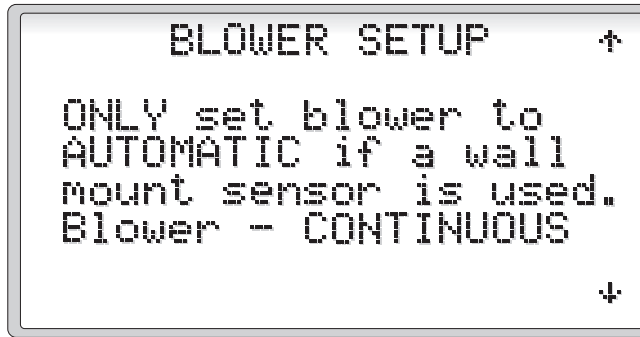 BLOWER SETUP ↑
ONLY set blower to
AUTOMATIC if a wall
mount sensor is used.
Blower - CONTINUOUS
↓